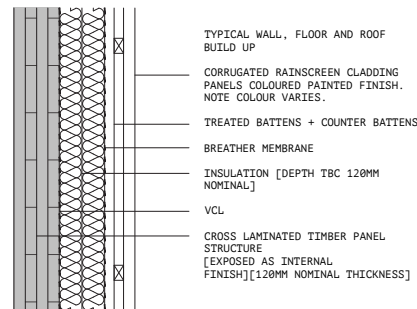 TYPICAL WALL, FLOOR AND ROOF
BUILD UP
CORRUGATED RAINSCREEN CLADDING
PANELS COLOURED PAINTED FINISH.
NOTE COLOUR VARIES.
TREATED BATTENS + COUNTER BATTENS
BREATHER MEMBRANE
INSULATION [DEPTH TBC 120MM
NOMINAL]
VCL
CROSS LAMINATED TIMBER PANEL
STRUCTURE
[EXPOSED AS INTERNAL
FINISH][120MM NOMINAL THICKNESS]